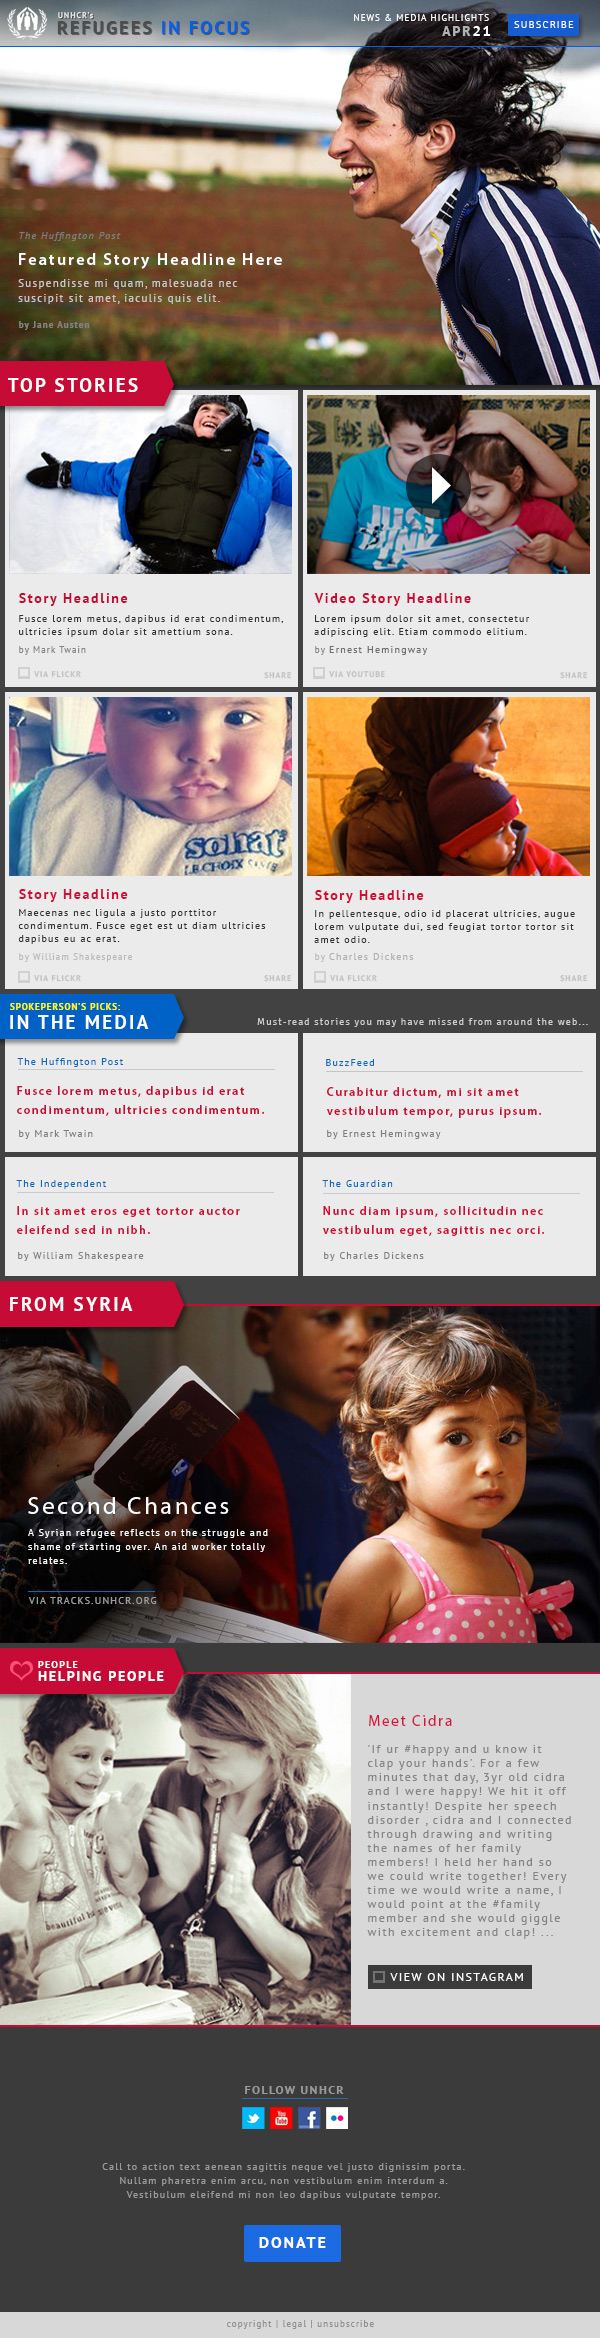 UNHCR's
REFUGEES IN FOCUS
NEWS & MEDIA HIGHLIGHTS
APR21
SUBSCRIBE
The Huffington Post
Featured Story Headline Here
Suspendisse mi quam, malesuada nec
suscipit sit amet, iaculis quis elit.
by Jane Austen
TOP STORIES
JUST
Story Headline
Fusce lorem metus, dapibus id erat condimentum,
ultricies ipsum dolar sit amettium sona.
by Mark Twain
VIA FLICKR
SHARE
Video Story Headline
Lorem ipsum dolor sit amet, consectetur
adipiscing elit. Etiam commodo elitium.
by Ernest Hemingway
VIA YOUTUBE
SHARE
Story Headline
Maecenas nec ligula a justo porttitor
condimentum. Fusce eget est ut diam ultricies
dapibus eu ac erat.
by William Shakespeare
VIA FLICKR
SHARE
Story Headline
In pellentesque, odio id placerat ultricies, augue
lorem vulputate dui, sed feugiat tortor tortor sit
amet odio.
by Charles Dickens
VIA FLICKR
SHARE
SPOKEPERSON'S PICKS:
IN THE MEDIA
Must-read stories you may have missed from around the web...
The Huffington Post
Fusce lorem metus, dapibus id erat
condimentum, ultricies condimentum.
by Mark Twain
BuzzFeed
Curabitur dictum, mi sit amet
vestibulum tempor, purus ipsum.
by Ernest Hemingway
The Independent
In sit amet eros eget tortor auctor
eleifend sed in nibh.
by William Shakespeare
The Guardian
Nunc diam ipsum, sollicitudin nec
vestibulum eget, sagittis nec orci.
by Charles Dickens
FROM SYRIA
Second Chances
A Syrian refugee reflects on the struggle and
shame of starting over. An aid worker totally
relates.
VIA TRACKS.UNHCR.ORG
PEOPLE
HELPING PEOPLE
Meet Cidra
'If ur #happy and u know it
clap your hands'. For a few
minutes that day, 3yr old cidra
and I were happy! We hit it off
instantly! Despite her speech
disorder , cidra and I connected
through drawing and writing
the names of her family
members! I held her hand so
we could write together! Every
time we would write a name, I
would point at the #family
member and she would giggle
with excitement and clap! ...
VIEW ON INSTAGRAM
FOLLOW UNHCR
You
Tube
f
Call to action text aenean sagittis neque vel justo dignissim porta.
Nullam pharetra enim arcu, non vestibulum enim interdum a.
Vestibulum eleifend mi non leo dapibus vulputate tempor.
DONATE
copyright | legal | unsubscribe